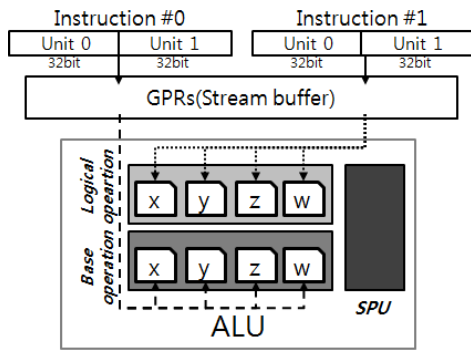 Instruction #0
Instruction #1
Unit 0
Unit 1
Unit 0
Unit 1
32bit
32bit
32bit
32bit
GPRs(Stream buffer)
Logical
opeartion
x
y
z
w
Base
operation
x
y
z
w
SPU
ALU